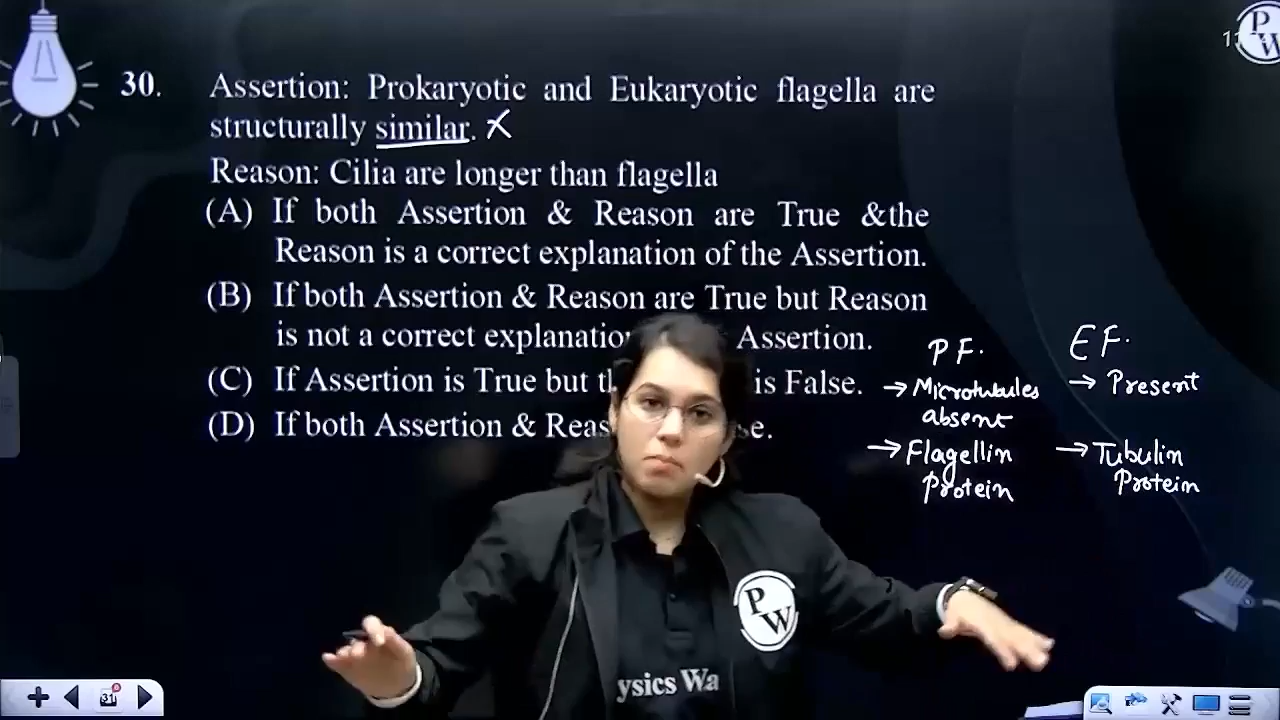 30. Assertion: Prokaryotic and Eukaryotic flagella are
structurally similar. X
Reason: Cilia are longer than flagella
(A) If both Assertion & Reason are True &the
Reason is a correct explanation of the Assertion.
(B) If both Assertion & Reason are True but Reason
is not a correct Assertion.
(C) If Assertion is True but is False.
(D) If both Assertion &
P F. E F.
→ Microtubules → Present
absent
→ Flagellin → Tubulin
Protein Protein
PW
PW
ysics Wa
31